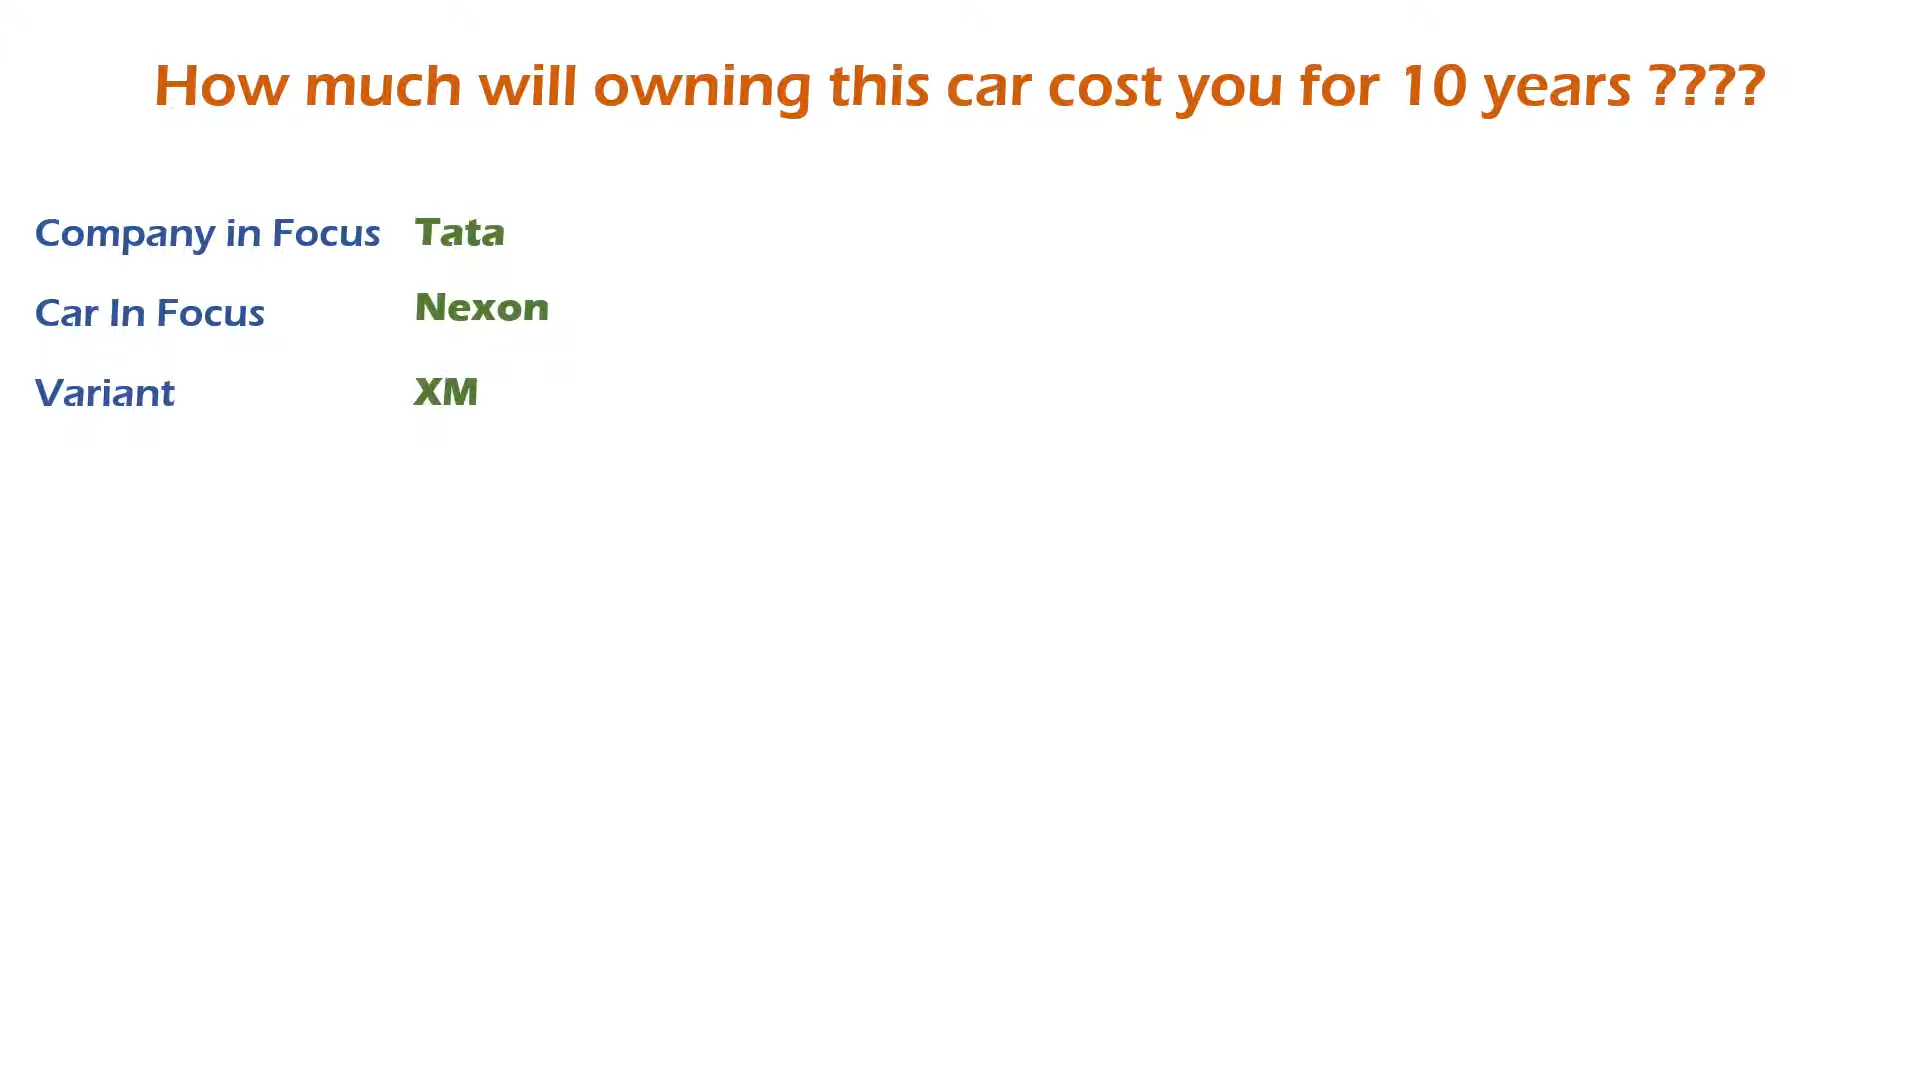 How much will owning this car cost you for 10 years ????
Company in Focus Tata
Car In Focus Nexon
Variant XM